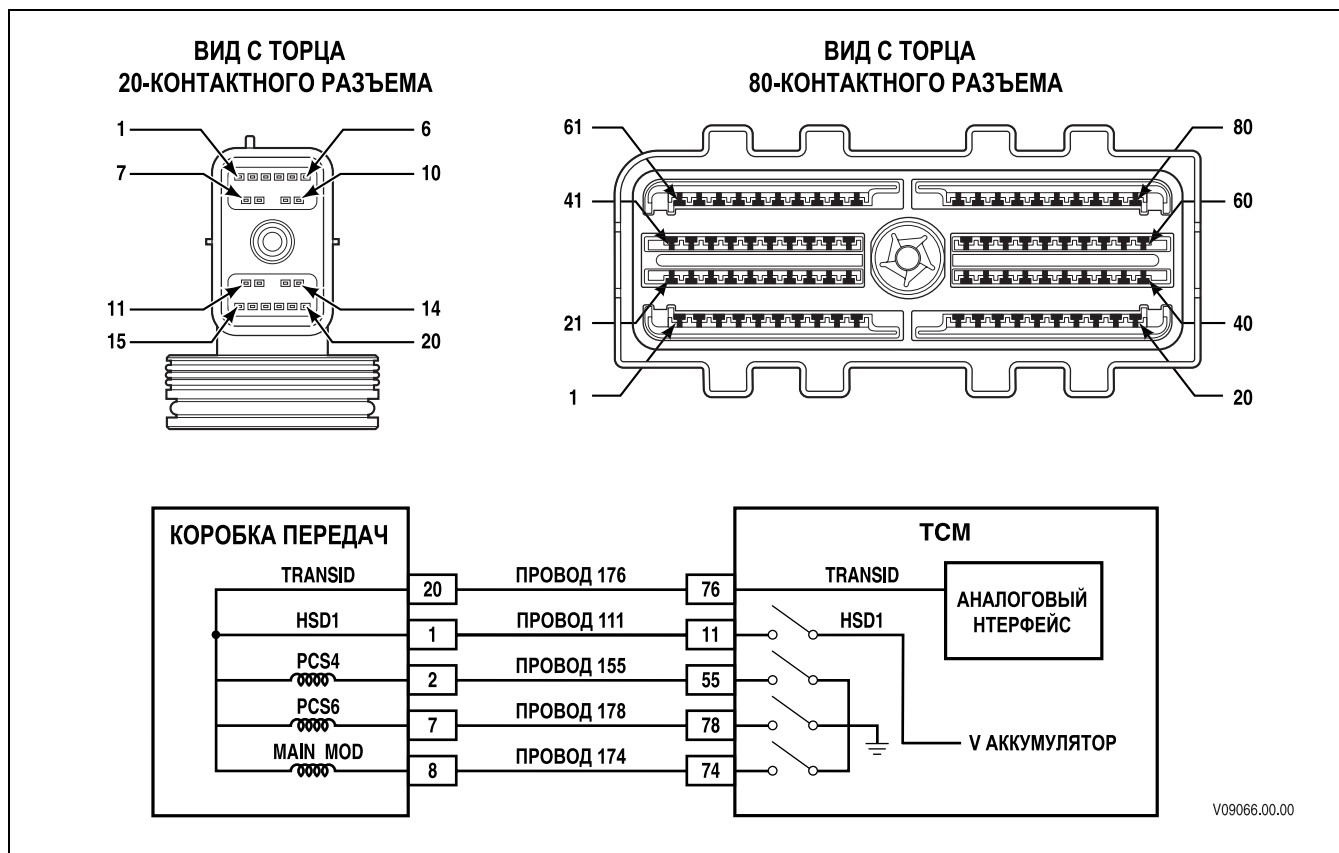 ВИД С ТОРЦА
20-КОНТАКТНОГО РАЗЪЕМА
1
6
7
10
11
14
15
20
ВИД С ТОРЦА
80-КОНТАКТНОГО РАЗЪЕМА
61
80
41
60
21
40
1
20
КОРОБКА ПЕРЕДАЧ
TCM
TRANSID
20
ПРОВОД 176
76
TRANSID
АНАЛОГОВЫЙ
НТЕРФЕЙС
HSD1
1
ПРОВОД 111
11
HSD1
PCS4
2
ПРОВОД 155
55
PCS6
7
ПРОВОД 178
78
V АККУМУЛЯТОР
MAIN MOD
8
ПРОВОД 174
74
V09066.00.00